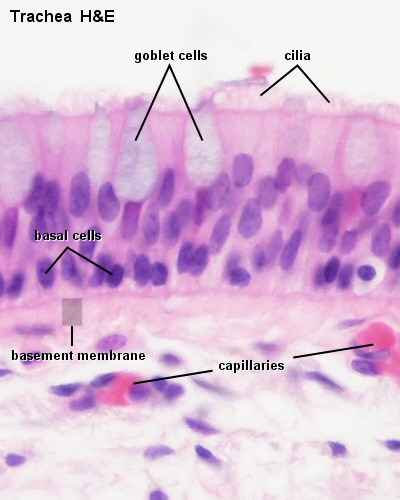 Trachea H&E
goblet cells
cilia
basal cells
basement membrane
capillaries